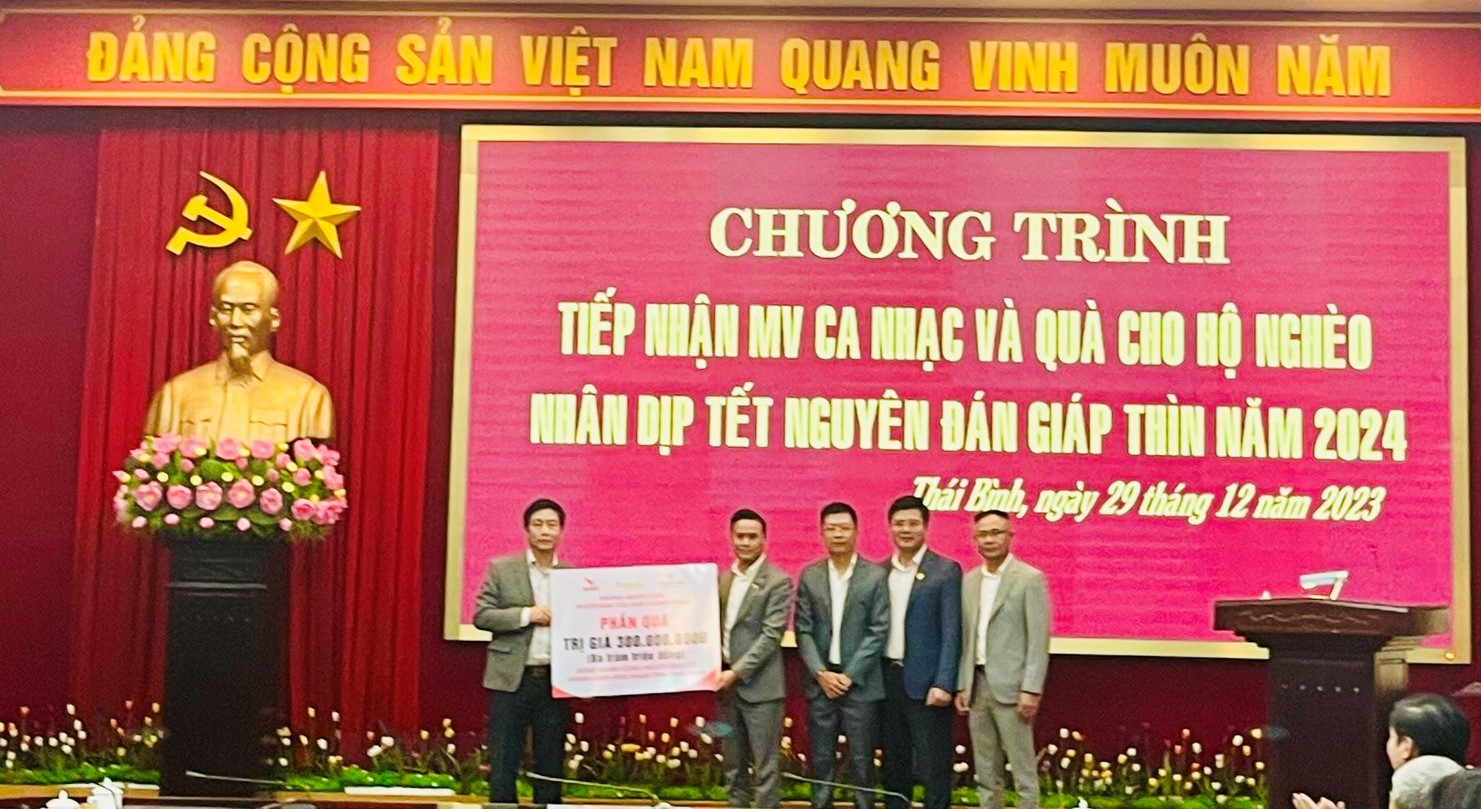 ĐẢNG CỘNG SẢN VIỆT NAM QUANG VINH MUÔN NĂM
CHƯƠNG TRÌNH
TIẾP NHẬN MV CA NHẠC VÀ QUÀ CHO HỘ NGHÈO
NHÂN DỊP TẾT NGUYÊN ĐÁN GIÁP THÌN NĂM 2024
Thái Bình, ngày 29 tháng 12 năm 2023
PHẦN QUÀ
TRỊ GIÁ 300.000.000Đ
(Ba trăm triệu đồng)